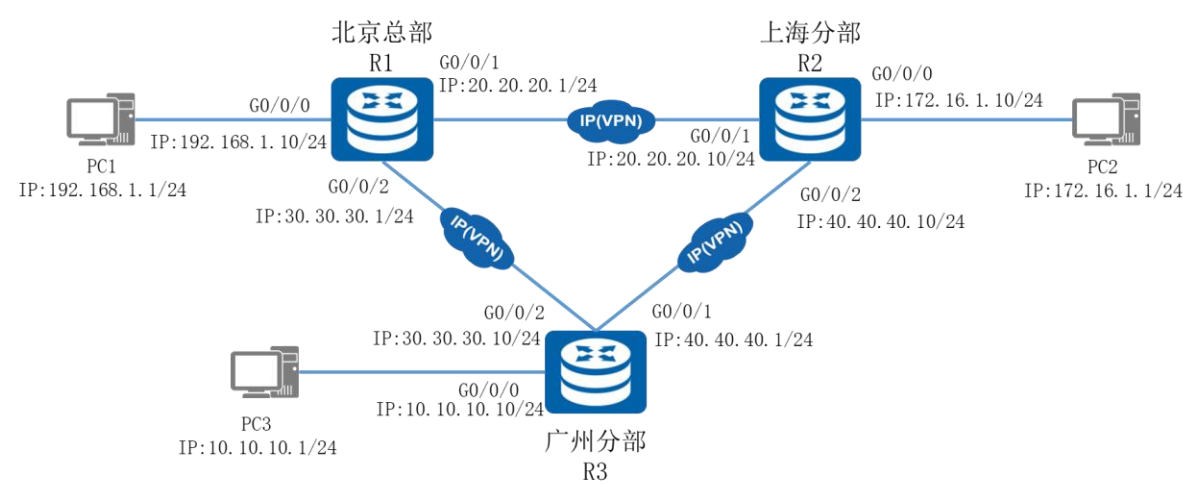 北京总部
R1
G0/0/1
IP:20.20.20.1/24
上海分部
R2
G0/0/0
IP:172.16.1.10/24
G0/0/0
IP:192.168.1.10/24
IP(VPN)
G0/0/1
IP:20.20.20.10/24
PC1
IP:192.168.1.1/24
PC2
IP:172.16.1.1/24
G0/0/2
IP:30.30.30.1/24
G0/0/2
IP:40.40.40.10/24
IP(VPN)
IP(VPN)
G0/0/2
IP:30.30.30.10/24
G0/0/1
IP:40.40.40.1/24
G0/0/0
IP:10.10.10.10/24
PC3
IP:10.10.10.1/24
广州分部
R3